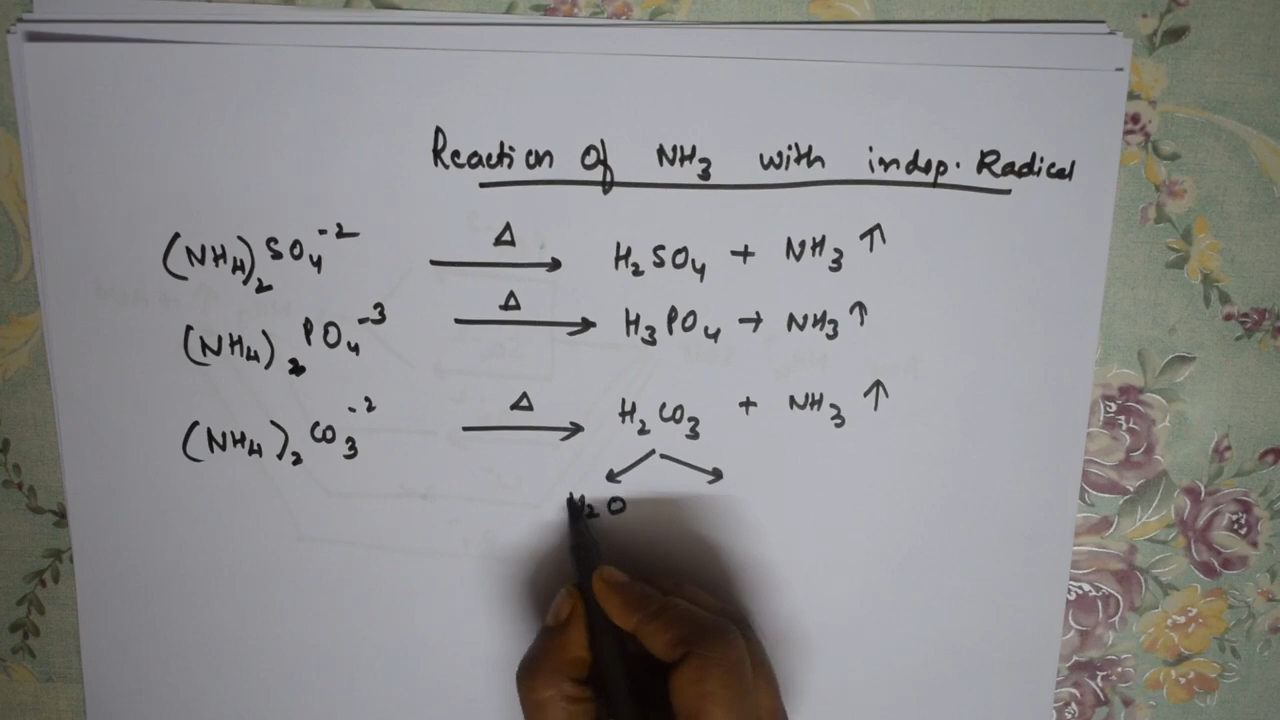 Reaction Of NH3 with indep. Radical
(NH4)2SO4-2 Δ→ H2SO4 + NH3↑
(NH4)2PO4-3 Δ→ H3PO4 → NH3↑
(NH4)2CO3-2 Δ→ H2CO3 + NH3↑
H2O